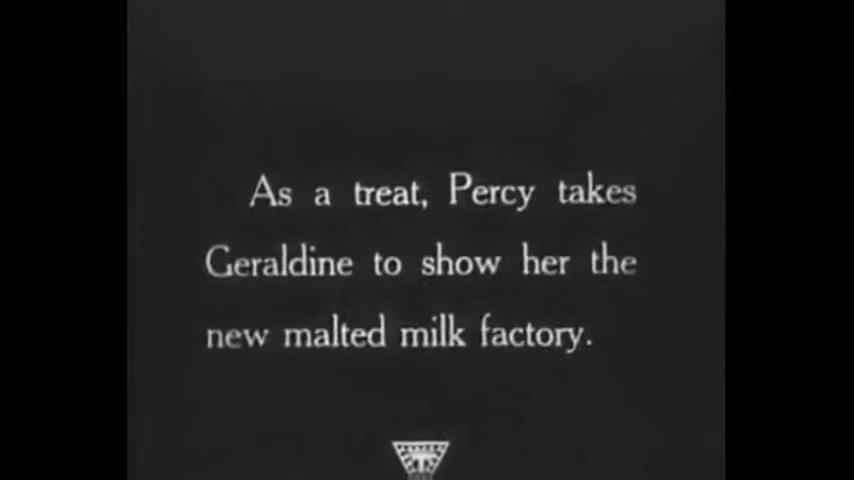 As a treat, Percy takes
Geraldine to show her the
new malted milk factory.